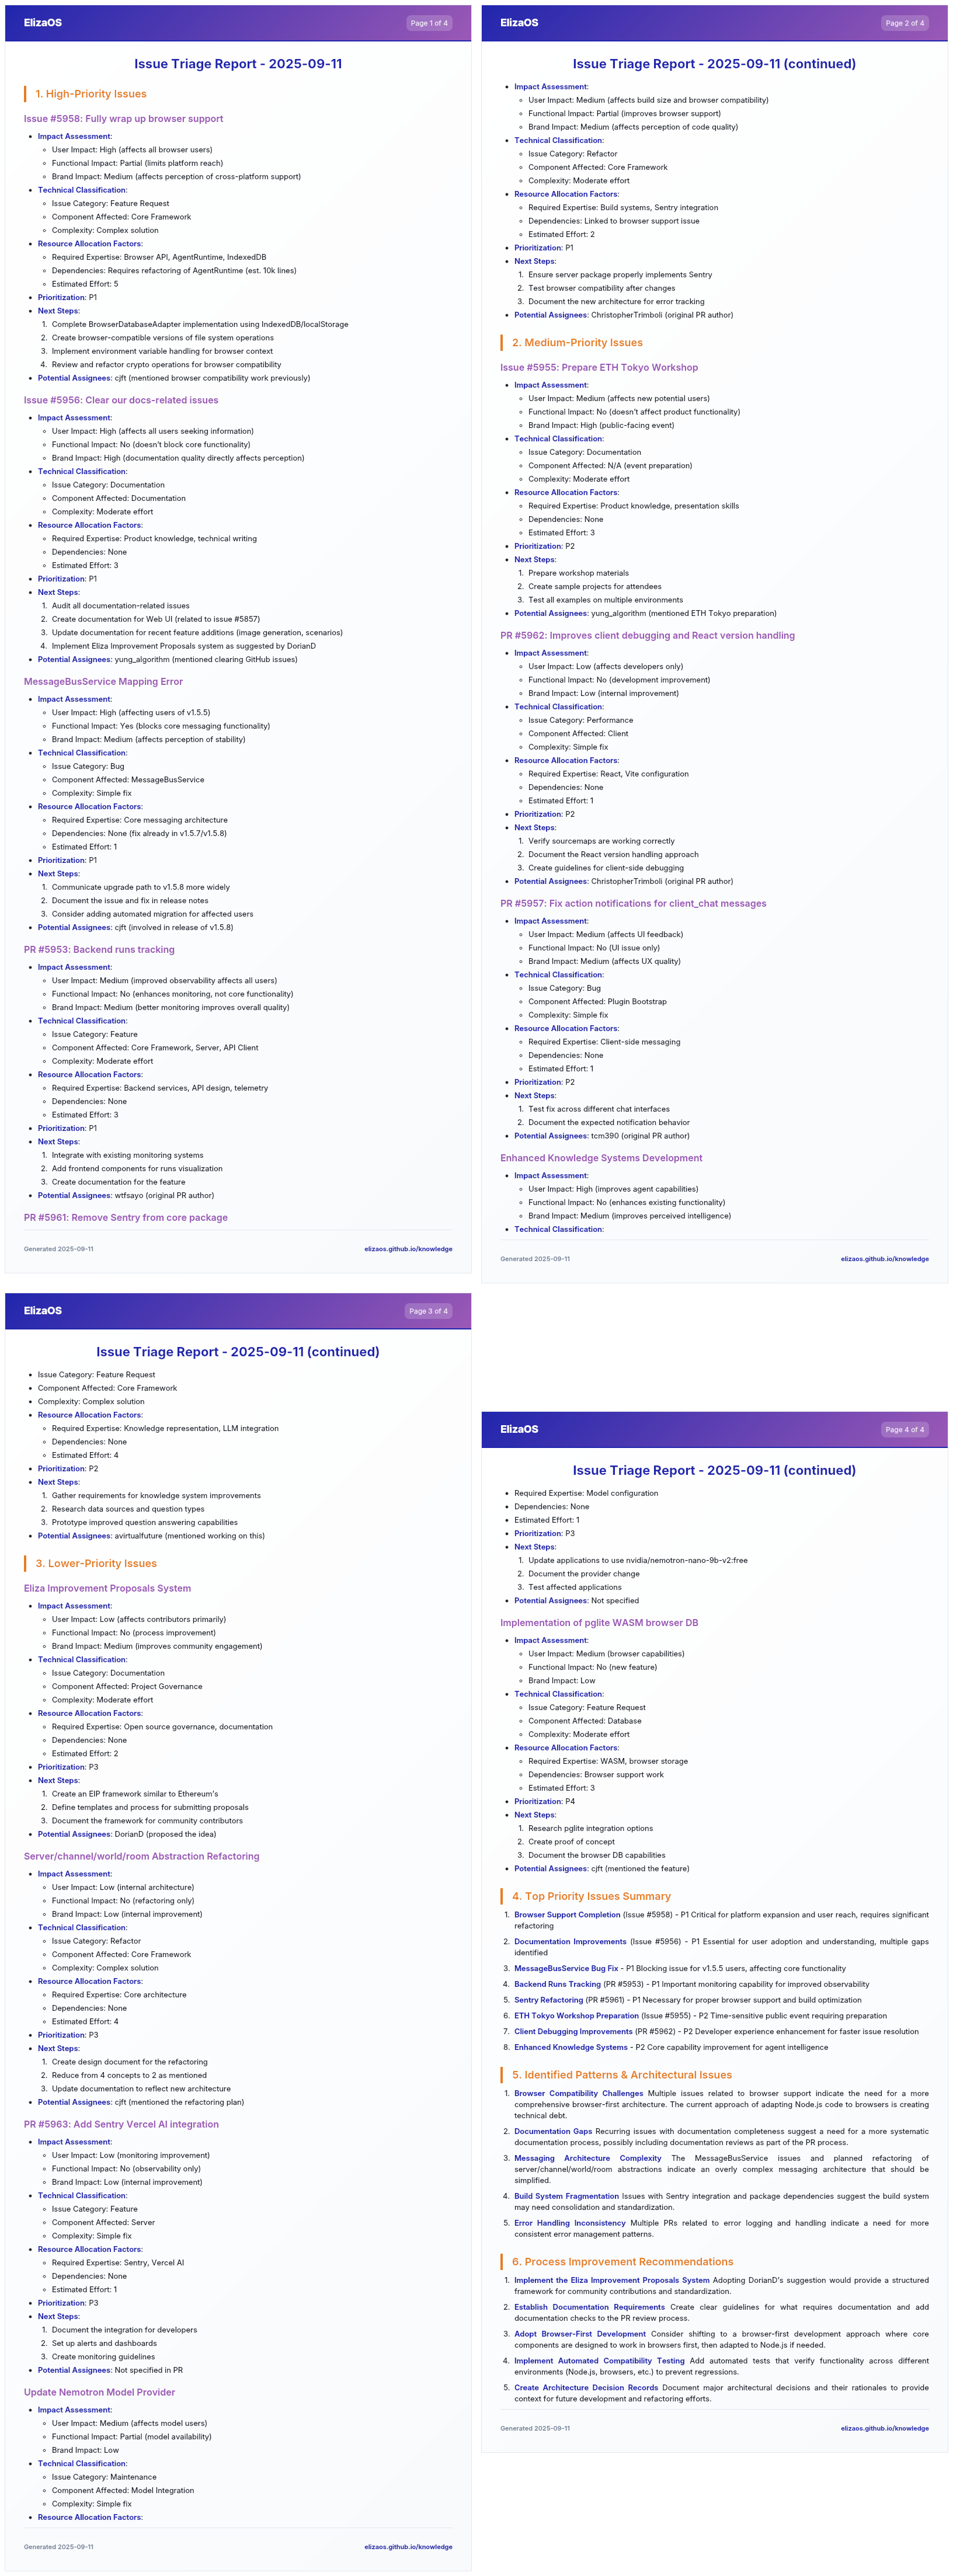 ElizaOS
Page 1 of 4
Issue Triage Report - 2025-09-11
1. High-Priority Issues
Issue #5958: Fully wrap up browser support
• Impact Assessment:
◦ User Impact: High (affects all browser users)
◦ Functional Impact: Partial (limits platform reach)
◦ Brand Impact: Medium (affects perception of cross-platform support)
• Technical Classification:
◦ Issue Category: Feature Request
◦ Component Affected: Core Framework
◦ Complexity: Complex solution
• Resource Allocation Factors:
◦ Required Expertise: Browser API, AgentRuntime, IndexedDB
◦ Dependencies: Requires refactoring of AgentRuntime (est. 10k lines)
◦ Estimated Effort: 5
• Prioritization: P1
• Next Steps:
1. Complete BrowserDatabaseAdapter implementation using IndexedDB/localStorage
2. Create browser-compatible versions of file system operations
3. Implement environment variable handling for browser context
4. Review and refactor crypto operations for browser compatibility
• Potential Assignees: cjft (mentioned browser compatibility work previously)
Issue #5956: Clear our docs-related issues
• Impact Assessment:
◦ User Impact: High (affects all users seeking information)
◦ Functional Impact: No (doesn't block core functionality)
◦ Brand Impact: High (documentation quality directly affects perception)
• Technical Classification:
◦ Issue Category: Documentation
◦ Component Affected: Documentation
◦ Complexity: Moderate effort
• Resource Allocation Factors:
◦ Required Expertise: Product knowledge, technical writing
◦ Dependencies: None
◦ Estimated Effort: 3
• Prioritization: P1
• Next Steps:
1. Audit all documentation-related issues
2. Create documentation for Web UI (related to issue #5857)
3. Update documentation for recent feature additions (image generation, scenarios)
4. Implement Eliza Improvement Proposals system as suggested by DorianD
• Potential Assignees: yung_algorithm (mentioned clearing GitHub issues)
MessageBusService Mapping Error
• Impact Assessment:
◦ User Impact: High (affecting users of v1.5.5)
◦ Functional Impact: Yes (blocks core messaging functionality)
◦ Brand Impact: Medium (affects perception of stability)
• Technical Classification:
◦ Issue Category: Bug
◦ Component Affected: MessageBusService
◦ Complexity: Simple fix
• Resource Allocation Factors:
◦ Required Expertise: Core messaging architecture
◦ Dependencies: None (fix already in v1.5.7/v1.5.8)
◦ Estimated Effort: 1
• Prioritization: P1
• Next Steps:
1. Communicate upgrade path to v1.5.8 more widely
2. Document the issue and fix in release notes
3. Consider adding automated migration for affected users
• Potential Assignees: cjft (involved in release of v1.5.8)
PR #5953: Backend runs tracking
• Impact Assessment:
◦ User Impact: Medium (improved observability affects all users)
◦ Functional Impact: No (enhances monitoring, not core functionality)
◦ Brand Impact: Medium (better monitoring improves overall quality)
• Technical Classification:
◦ Issue Category: Feature
◦ Component Affected: Core Framework, Server, API Client
◦ Complexity: Moderate effort
• Resource Allocation Factors:
◦ Required Expertise: Backend services, API design, telemetry
◦ Dependencies: None
◦ Estimated Effort: 3
• Prioritization: P1
• Next Steps:
1. Integrate with existing monitoring systems
2. Add frontend components for runs visualization
3. Create documentation for the feature
• Potential Assignees: wtfsayo (original PR author)
PR #5961: Remove Sentry from core package
Generated 2025-09-11
elizaos.github.io/knowledge
ElizaOS
Page 2 of 4
Issue Triage Report - 2025-09-11 (continued)
• Impact Assessment:
◦ User Impact: Medium (affects build size and browser compatibility)
◦ Functional Impact: Partial (improves browser support)
◦ Brand Impact: Medium (affects perception of code quality)
• Technical Classification:
◦ Issue Category: Refactor
◦ Component Affected: Core Framework
◦ Complexity: Moderate effort
• Resource Allocation Factors:
◦ Required Expertise: Build systems, Sentry integration
◦ Dependencies: Linked to browser support issue
◦ Estimated Effort: 2
• Prioritization: P1
• Next Steps:
1. Ensure server package properly implements Sentry
2. Test browser compatibility after changes
3. Document the new architecture for error tracking
• Potential Assignees: ChristopherTrimboli (original PR author)
2. Medium-Priority Issues
Issue #5955: Prepare ETH Tokyo Workshop
• Impact Assessment:
◦ User Impact: Medium (affects new potential users)
◦ Functional Impact: No (doesn't affect product functionality)
◦ Brand Impact: High (public-facing event)
• Technical Classification:
◦ Issue Category: Documentation
◦ Component Affected: N/A (event preparation)
◦ Complexity: Moderate effort
• Resource Allocation Factors:
◦ Required Expertise: Product knowledge, presentation skills
◦ Dependencies: None
◦ Estimated Effort: 3
• Prioritization: P2
• Next Steps:
1. Prepare workshop materials
2. Create sample projects for attendees
3. Test all examples on multiple environments
• Potential Assignees: yung_algorithm (mentioned ETH Tokyo preparation)
PR #5962: Improves client debugging and React version handling
• Impact Assessment:
◦ User Impact: Low (affects developers only)
◦ Functional Impact: No (development improvement)
◦ Brand Impact: Low (internal improvement)
• Technical Classification:
◦ Issue Category: Performance
◦ Component Affected: Client
◦ Complexity: Simple fix
• Resource Allocation Factors:
◦ Required Expertise: React, Vite configuration
◦ Dependencies: None
◦ Estimated Effort: 1
• Prioritization: P2
• Next Steps:
1. Verify sourcemaps are working correctly
2. Document the React version handling approach
3. Create guidelines for client-side debugging
• Potential Assignees: ChristopherTrimboli (original PR author)
PR #5957: Fix action notifications for client_chat messages
• Impact Assessment:
◦ User Impact: Medium (affects UI feedback)
◦ Functional Impact: No (UI issue only)
◦ Brand Impact: Medium (affects UX quality)
• Technical Classification:
◦ Issue Category: Bug
◦ Component Affected: Plugin Bootstrap
◦ Complexity: Simple fix
• Resource Allocation Factors:
◦ Required Expertise: Client-side messaging
◦ Dependencies: None
◦ Estimated Effort: 1
• Prioritization: P2
• Next Steps:
1. Test fix across different chat interfaces
2. Document the expected notification behavior
• Potential Assignees: tcm390 (original PR author)
Enhanced Knowledge Systems Development
• Impact Assessment:
◦ User Impact: High (improves agent capabilities)
◦ Functional Impact: No (enhances existing functionality)
◦ Brand Impact: Medium (improves perceived intelligence)
• Technical Classification:
Generated 2025-09-11
elizaos.github.io/knowledge
ElizaOS
Page 3 of 4
Issue Triage Report - 2025-09-11 (continued)
• Issue Category: Feature Request
• Component Affected: Core Framework
• Complexity: Complex solution
• Resource Allocation Factors:
◦ Required Expertise: Knowledge representation, LLM integration
◦ Dependencies: None
◦ Estimated Effort: 4
• Prioritization: P2
• Next Steps:
1. Gather requirements for knowledge system improvements
2. Research data sources and question types
3. Prototype improved question answering capabilities
• Potential Assignees: avirtualfuture (mentioned working on this)
3. Lower-Priority Issues
Eliza Improvement Proposals System
• Impact Assessment:
◦ User Impact: Low (affects contributors primarily)
◦ Functional Impact: No (process improvement)
◦ Brand Impact: Medium (improves community engagement)
• Technical Classification:
◦ Issue Category: Documentation
◦ Component Affected: Project Governance
◦ Complexity: Moderate effort
• Resource Allocation Factors:
◦ Required Expertise: Open source governance, documentation
◦ Dependencies: None
◦ Estimated Effort: 2
• Prioritization: P3
• Next Steps:
1. Create an EIP framework similar to Ethereum's
2. Define templates and process for submitting proposals
3. Document the framework for community contributors
• Potential Assignees: DorianD (proposed the idea)
Server/channel/world/room Abstraction Refactoring
• Impact Assessment:
◦ User Impact: Low (internal architecture)
◦ Functional Impact: No (refactoring only)
◦ Brand Impact: Low (internal improvement)
• Technical Classification:
◦ Issue Category: Refactor
◦ Component Affected: Core Framework
◦ Complexity: Complex solution
• Resource Allocation Factors:
◦ Required Expertise: Core architecture
◦ Dependencies: None
◦ Estimated Effort: 4
• Prioritization: P3
• Next Steps:
1. Create design document for the refactoring
2. Reduce from 4 concepts to 2 as mentioned
3. Update documentation to reflect new architecture
• Potential Assignees: cjft (mentioned the refactoring plan)
PR #5963: Add Sentry Vercel AI integration
• Impact Assessment:
◦ User Impact: Low (monitoring improvement)
◦ Functional Impact: No (observability only)
◦ Brand Impact: Low (internal improvement)
• Technical Classification:
◦ Issue Category: Feature
◦ Component Affected: Server
◦ Complexity: Simple fix
• Resource Allocation Factors:
◦ Required Expertise: Sentry, Vercel AI
◦ Dependencies: None
◦ Estimated Effort: 1
• Prioritization: P3
• Next Steps:
1. Document the integration for developers
2. Set up alerts and dashboards
3. Create monitoring guidelines
• Potential Assignees: Not specified in PR
Update Nemotron Model Provider
• Impact Assessment:
◦ User Impact: Medium (affects model users)
◦ Functional Impact: Partial (model availability)
◦ Brand Impact: Low
• Technical Classification:
◦ Issue Category: Maintenance
◦ Component Affected: Model Integration
◦ Complexity: Simple fix
• Resource Allocation Factors:
Generated 2025-09-11
elizaos.github.io/knowledge
ElizaOS
Page 4 of 4
Issue Triage Report - 2025-09-11 (continued)
• Required Expertise: Model configuration
• Dependencies: None
• Estimated Effort: 1
• Prioritization: P3
• Next Steps:
1. Update applications to use nvidia/nemotron-nano-9b-v2:free
2. Document the provider change
3. Test affected applications
• Potential Assignees: Not specified
Implementation of pglite WASM browser DB
• Impact Assessment:
◦ User Impact: Medium (browser capabilities)
◦ Functional Impact: No (new feature)
◦ Brand Impact: Low
• Technical Classification:
◦ Issue Category: Feature Request
◦ Component Affected: Database
◦ Complexity: Moderate effort
• Resource Allocation Factors:
◦ Required Expertise: WASM, browser storage
◦ Dependencies: Browser support work
◦ Estimated Effort: 3
• Prioritization: P4
• Next Steps:
1. Research pglite integration options
2. Create proof of concept
3. Document the browser DB capabilities
• Potential Assignees: cjft (mentioned the feature)
4. Top Priority Issues Summary
1. Browser Support Completion (Issue #5958) - P1 Critical for platform expansion and user reach, requires significant
refactoring
2. Documentation Improvements (Issue #5956) - P1 Essential for user adoption and understanding, multiple gaps
identified
3. MessageBusService Bug Fix - P1 Blocking issue for v1.5.5 users, affecting core functionality
4. Backend Runs Tracking (PR #5953) - P1 Important monitoring capability for improved observability
5. Sentry Refactoring (PR #5961) - P1 Necessary for proper browser support and build optimization
6. ETH Tokyo Workshop Preparation (Issue #5955) - P2 Time-sensitive public event requiring preparation
7. Client Debugging Improvements (PR #5962) - P2 Developer experience enhancement for faster issue resolution
8. Enhanced Knowledge Systems - P2 Core capability improvement for agent intelligence
5. Identified Patterns & Architectural Issues
1. Browser Compatibility Challenges Multiple issues related to browser support indicate the need for a more
comprehensive browser-first architecture. The current approach of adapting Node.js code to browsers is creating
technical debt.
2. Documentation Gaps Recurring issues with documentation completeness suggest a need for a more systematic
documentation process, possibly including documentation reviews as part of the PR process.
3. Messaging Architecture Complexity The MessageBusService issues and planned refactoring of
server/channel/world/room abstractions indicate an overly complex messaging architecture that should be
simplified.
4. Build System Fragmentation Issues with Sentry integration and package dependencies suggest the build system
may need consolidation and standardization.
5. Error Handling Inconsistency Multiple PRs related to error logging and handling indicate a need for more
consistent error management patterns.
6. Process Improvement Recommendations
1. Implement the Eliza Improvement Proposals System Adopting DorianD's suggestion would provide a structured
framework for community contributions and standardization.
2. Establish Documentation Requirements Create clear guidelines for what requires documentation and add
documentation checks to the PR review process.
3. Adopt Browser-First Development Consider shifting to a browser-first development approach where core
components are designed to work in browsers first, then adapted to Node.js if needed.
4. Implement Automated Compatibility Testing Add automated tests that verify functionality across different
environments (Node.js, browsers, etc.) to prevent regressions.
5. Create Architecture Decision Records Document major architectural decisions and their rationales to provide
context for future development and refactoring efforts.
Generated 2025-09-11
elizaos.github.io/knowledge